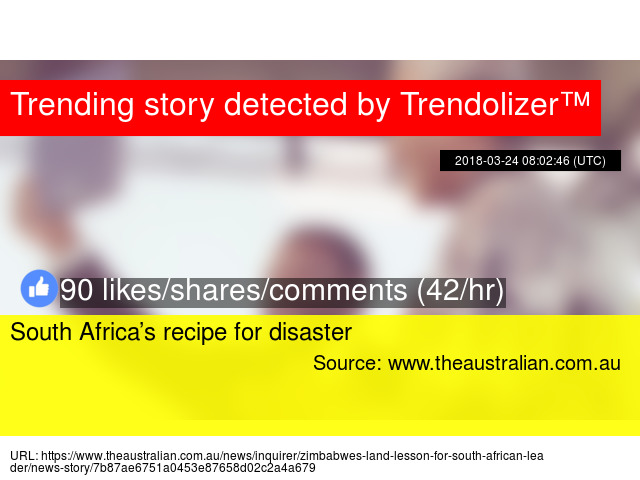 Trending story detected by Trendolizer™
2018-03-24 08:02:46 (UTC)
90 likes/shares/comments (42/hr)
South Africa’s recipe for disaster
Source: www.theaustralian.com.au
URL: https://www.theaustralian.com.au/news/inquirer/zimbabwes-land-lesson-for-south-african-lea
der/news-story/7b87ae6751a0453e87658d02c2a4a679